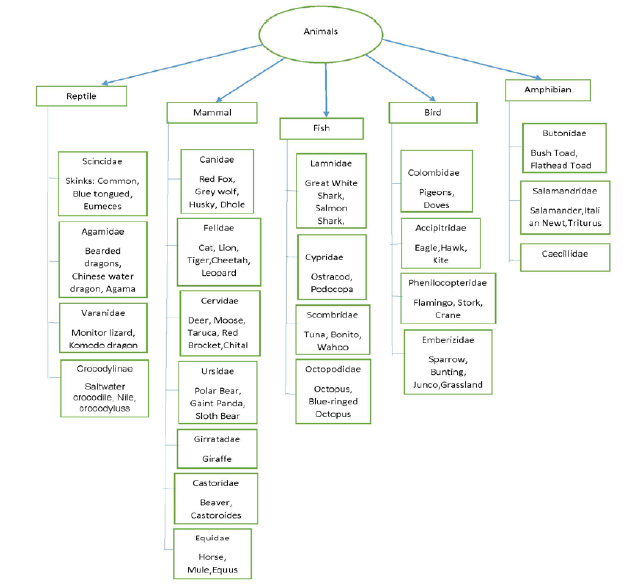 Animals
Reptile
Scincidae
Skinks: Common,
Blue tongued,
Eumeces
Agamidae
Bearded
dragons,
Chinese water
dragon, Agama
Varanidae
Monitor lizard,
Komodo dragon
Crocodylinae
Saltwater
crocodile, Nile,
crocodyluss
Mammal
Canidae
Red Fox,
Grey wolf,
Husky, Dhole
Felidae
Cat, Lion,
Tiger,Cheetah,
Leopard
Cervidae
Deer, Moose,
Taruca, Red
Brocket,Chital
Ursidae
Polar Bear,
Gaint Panda,
Sloth Bear
Girratadae
Giraffe
Castoridae
Beaver,
Castoroides
Equidae
Horse,
Mule,Equus
Fish
Lamnidae
Great White
Shark,
Salmon
Shark,
Cypridae
Ostracod,
Podocopa
Scombridae
Tuna, Bonito,
Wahoo
Octopodidae
Octopus,
Blue-ringed
Octopus
Bird
Colombidae
Pigeons,
Doves
Accipitridae
Eagle,Hawk,
Kite
Phenilocopteridae
Flamingo, Stork,
Crane
Emberizidae
Sparrow,
Bunting,
Junco,Grassland
Amphibian
Butonidae
Bush Toad,
Flathead Toad
Salamandridae
Salamander,Itali
an Newt,Triturus
Caecillidae